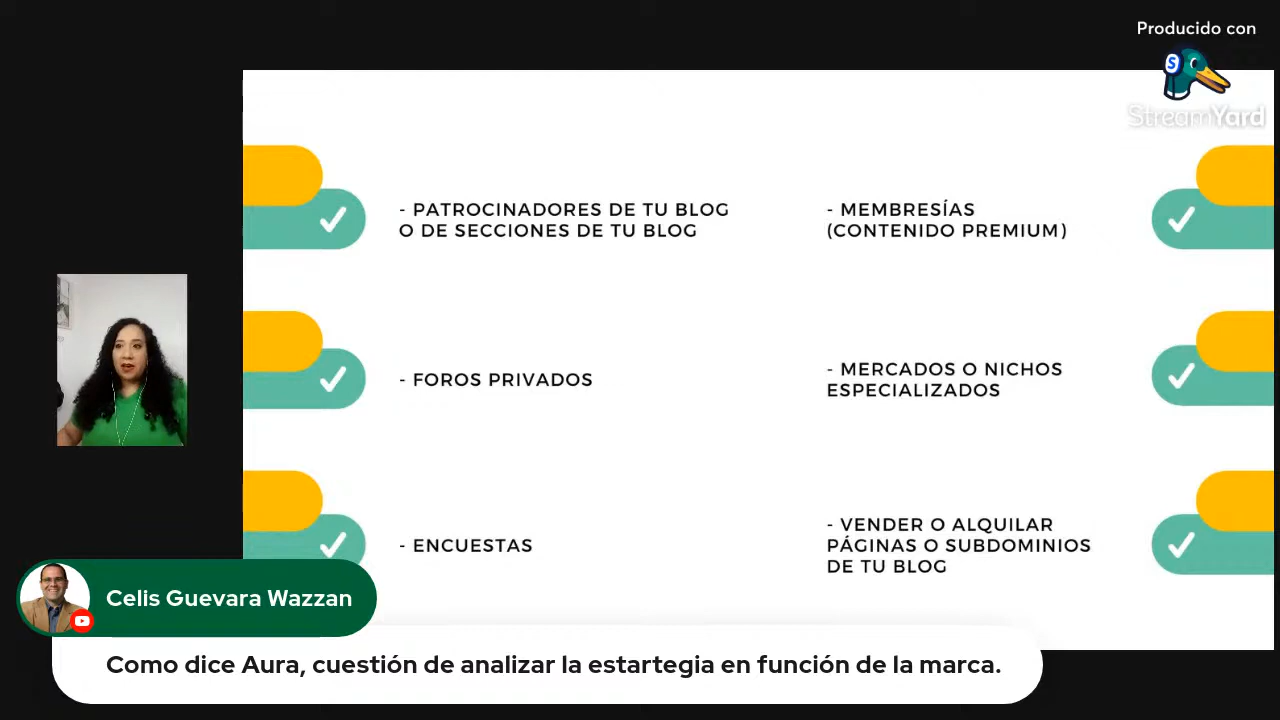 Producido con
StreamYard
- PATROCINADORES DE TU BLOG
O DE SECCIONES DE TU BLOG
- MEMBRESÍAS
(CONTENIDO PREMIUM)
- FOROS PRIVADOS
- MERCADOS O NICHOS
ESPECIALIZADOS
- ENCUESTAS
- VENDER O ALQUILAR
PÁGINAS O SUBDOMINIOS
DE TU BLOG
Celis Guevara Wazzan
Como dice Aura, cuestión de analizar la estartegia en función de la marca.